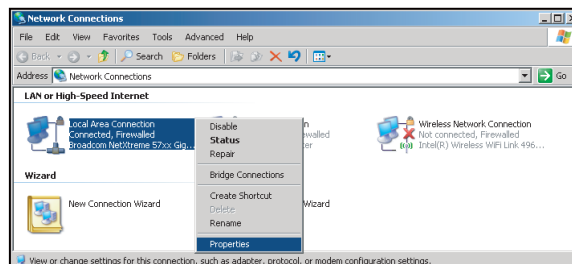 Network Connections
File Edit View Favorites Tools Advanced Help
Back Search Folders
Address Network Connections Go
LAN or High-Speed Internet
Local Area Connection
Connected, Firewalled
Broadcom NetXtreme 57xx Gig...
Disable
Status
Repair
Bridge Connections
Create Shortcut
Delete
Rename
Properties
Wireless Network Connection
Not connected, Firewalled
Intel(R) Wireless WiFi Link 496...
Wizard
New Connection Wizard
Wizard
View or change settings for this connection, such as adapter, protocol, or modem configuration settings.